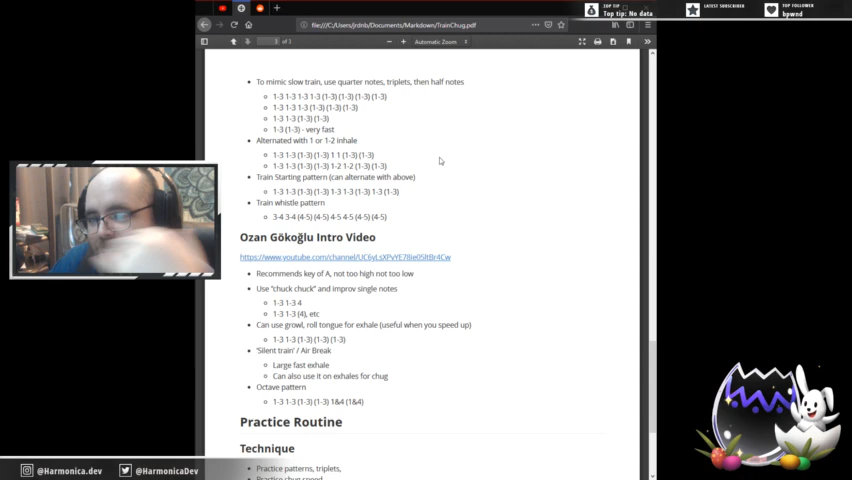 TOP TIP
Top tip: No data
LATEST SUBSCRIBER
TOP FOLLOWER
bpwnd
file:///C:/Users/jrdnb/Documents/Markdown/TrainChug.pdf
Automatic Zoom
To mimic slow train, use quarter notes, triplets, then half notes
1-3 1-3 1-3 1-3 (1-3) (1-3) (1-3) (1-3)
1-3 1-3 1-3 (1-3) (1-3) (1-3)
1-3 1-3 (1-3) (1-3)
1-3 (1-3) - very fast
Alternated with 1 or 1-2 inhale
1-3 1-3 (1-3) (1-3) 1 1 (1-3) (1-3)
1-3 1-3 (1-3) (1-3) 1-2 1-2 (1-3) (1-3)
Train Starting pattern (can alternate with above)
1-3 1-3 (1-3) (1-3) 1-3 1-3 (1-3) 1-3 (1-3)
Train whistle pattern
3-4 3-4 (4-5) (4-5) 4-5 4-5 (4-5) (4-5)
Ozan Gökoğlu Intro Video
Recommends key of A, not too high not too low
Use "chuck chuck" and improv single notes
1-3 1-3 4
1-3 1-3 (4), etc
Can use growl, roll tongue for exhale (useful when you speed up)
1-3 1-3 (1-3) (1-3) (1-3)
'Silent train' / Air Break
Large fast exhale
Can also use it on exhales for chug
Octave pattern
1-3 1-3 (1-3) (1-3) 1&4 (1&4)
Practice Routine
Technique
Practice patterns, triplets,
Practice chug speed
@Harmonica.dev
@HarmonicaDev